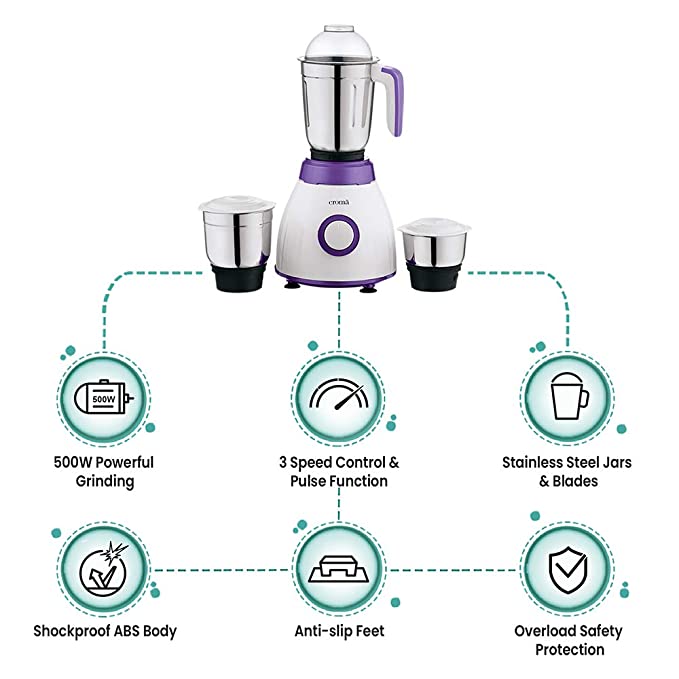 cromā
500W
500W Powerful
Grinding
3 Speed Control &
Pulse Function
Stainless Steel Jars
& Blades
Shockproof ABS Body
Anti-slip Feet
Overload Safety
Protection